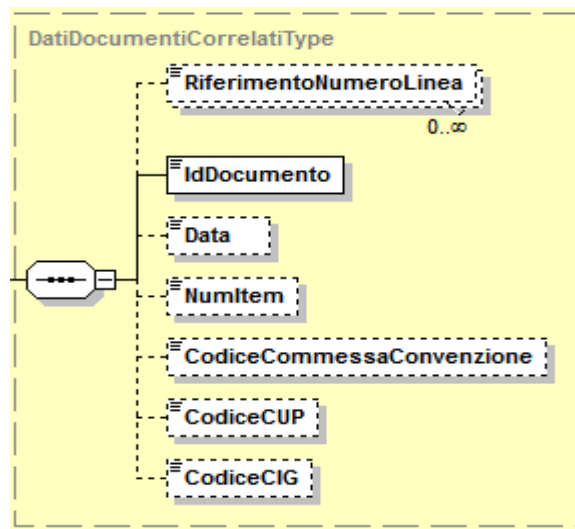 DatiDocumentiCorrelatiType
RiferimentoNumeroLinea
0..∞
IdDocumento
Data
NumItem
CodiceCommessaConvenzione
CodiceCUP
CodiceCIG